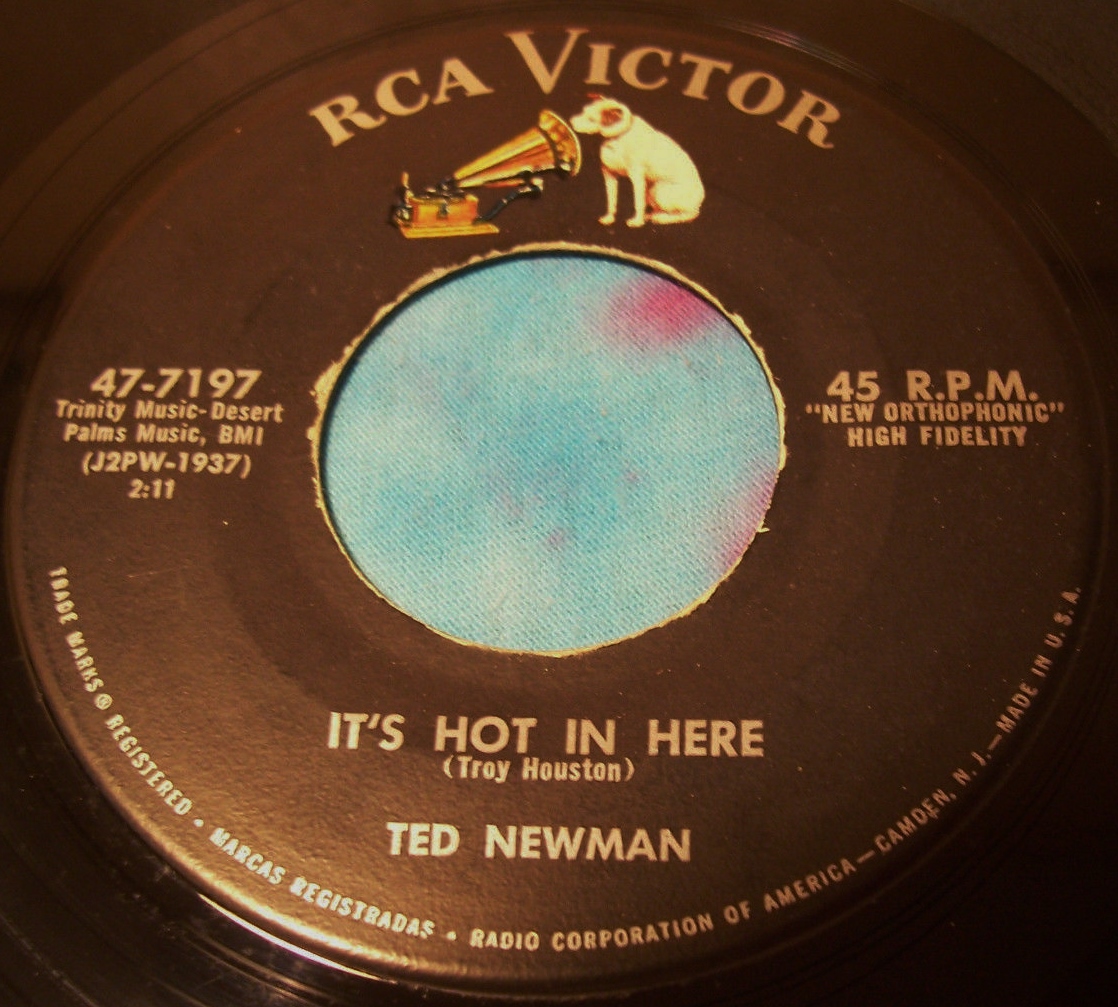 RCA VICTOR
47-7197
Trinity Music-Desert
Palms Music, BMI
(J2PW-1937)
2:11
45 R.P.M.
"NEW ORTHOPHONIC"
HIGH FIDELITY
IT'S HOT IN HERE
(Troy Houston)
TED NEWMAN
TRADE MARKS ® REGISTERED • MARCAS REGISTRADAS • RADIO CORPORATION OF AMERICA—CAMDEN, N. J.—MADE IN U. S. A.